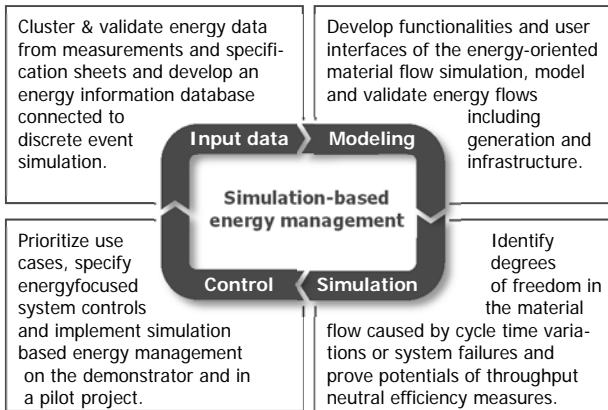 Cluster & validate energy data
from measurements and specifi-
cation sheets and develop an
energy information database
connected to
discrete event
simulation.
Develop functionalities and user
interfaces of the energy-oriented
material flow simulation, model
and validate energy flows
including
generation and
infrastructure.
Input data
Modeling
Simulation-based
energy management
Control
Simulation
Prioritize use
cases, specify
energyfocused
system controls
and implement simulation
based energy management
on the demonstrator and in
a pilot project.
Identify
degrees
of freedom in
the material
flow caused by cycle time varia-
tions or system failures and
prove potentials of throughput
neutral efficiency measures.